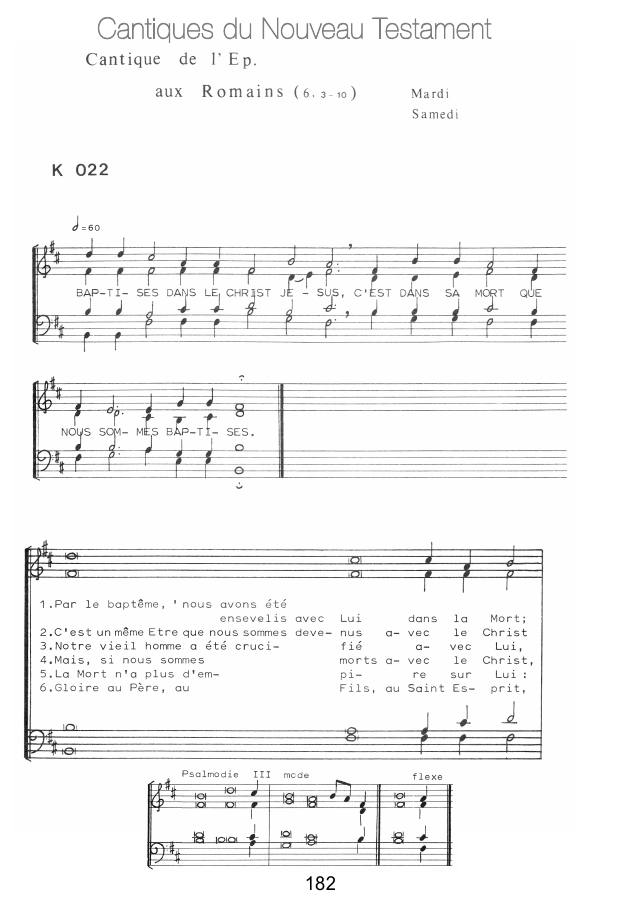 Cantiques du Nouveau Testament
Cantique de l'Ep.
aux Romains (6, 3-10)
Mardi
Samedi
K 022
=60
BAP-TI- SES DANS LE CHRIST JE - SUS, C'EST DANS SA MORT QUE
NOUS SOM- MES BAP-TI- SES.
1.Par le baptême, 'nous avons été
ensevelis avec Lui dans la Mort;
2.C'est un même Etre que nous sommes deve- nus a- vec le Christ
3.Notre vieil homme a été cruci- fié a- vec Lui,
4.Mais, si nous sommes morts a- vec le Christ,
5.La Mort n'a plus d'em- pi- re sur Lui:
6.Gloire au Père, au Fils, au Saint Es- prit,
Psalmodie III mode flexe
182